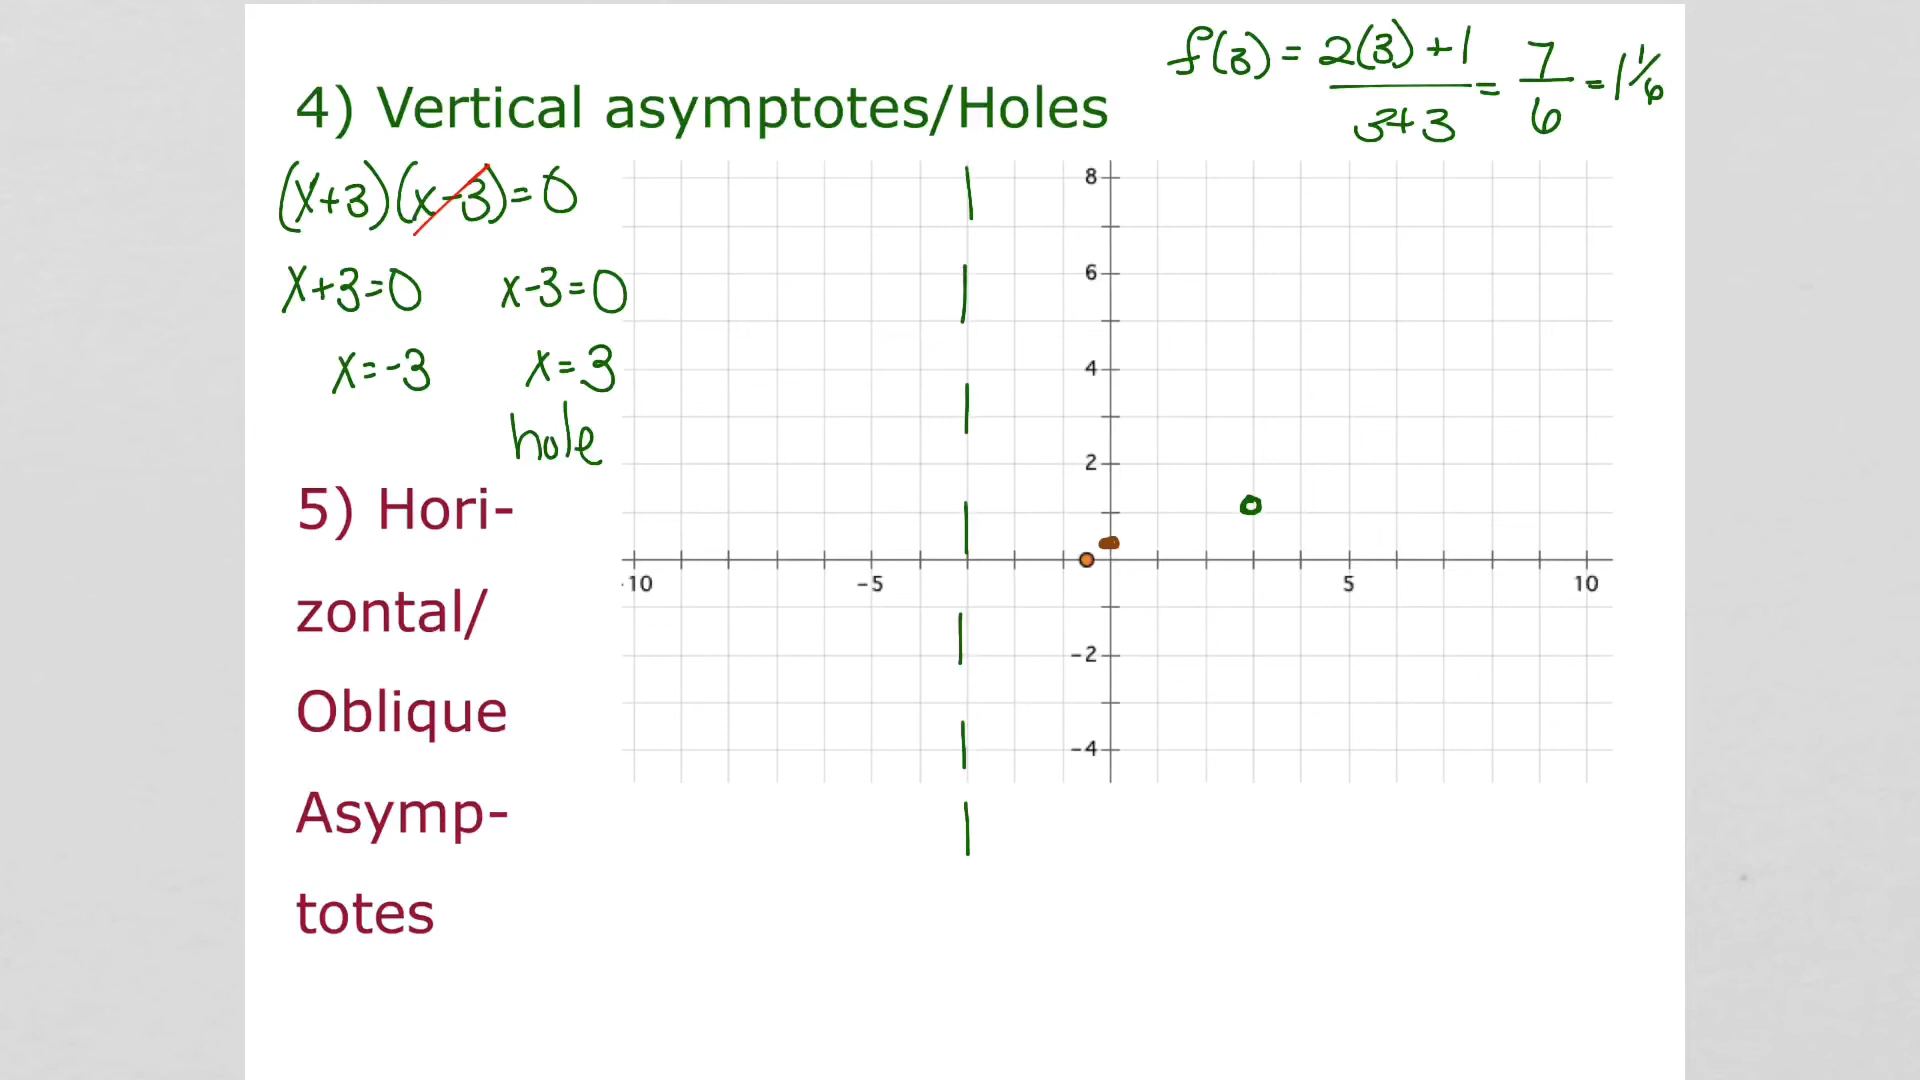 f(3) = 2(3)+1/3+3 = 7/6 = 1 1/6
4) Vertical asymptotes/Holes
(x+3)(x-3)=0
x+3=0 x-3=0
x=-3 x=3
hole
5) Hori-
zontal/
Oblique
Asymp-
totes
8
6
4
2
-10 -5 5 10
-2
-4